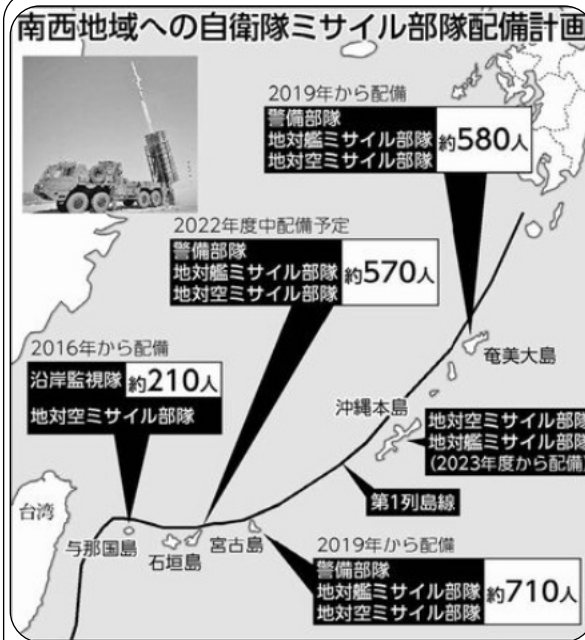 南西地域への自衛隊ミサイル部隊配備計画
2019年から配備
警備部隊
地対艦ミサイル部隊
地対空ミサイル部隊
約580人
2022年度中配備予定
警備部隊
地対艦ミサイル部隊
地対空ミサイル部隊
約570人
2016年から配備
沿岸監視隊
約210人
地対空ミサイル部隊
奄美大島
沖縄本島
地対空ミサイル部隊
地対艦ミサイル部隊
(2023年度から配備)
第1列島線
台湾
与那国島
石垣島
宮古島
2019年から配備
警備部隊
地対艦ミサイル部隊
地対空ミサイル部隊
約710人